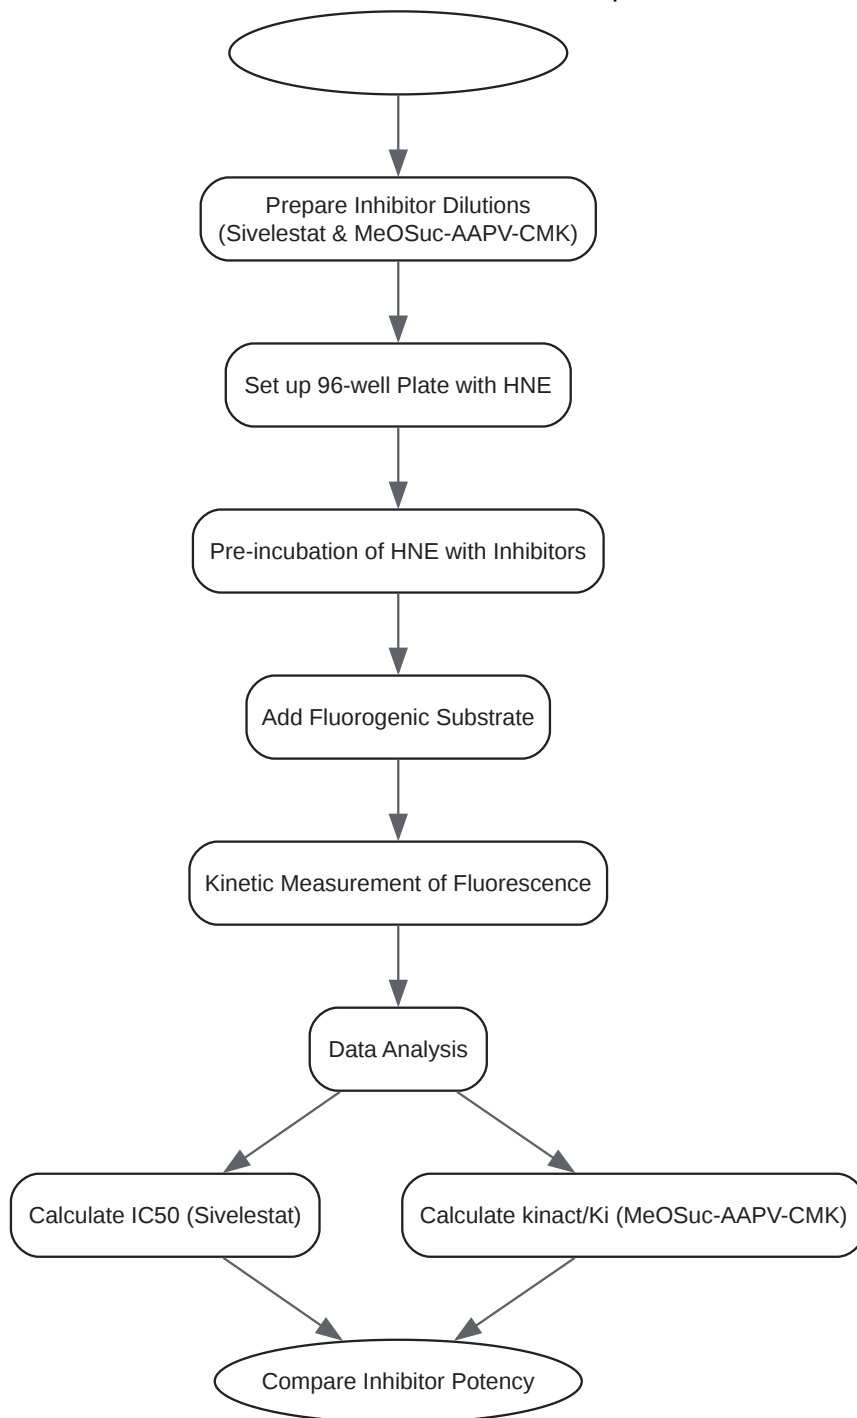 Prepare Inhibitor Dilutions
(Sivelestat & MeOSuc-AAPV-CMK)
Set up 96-well Plate with HNE
Pre-incubation of HNE with Inhibitors
Add Fluorogenic Substrate
Kinetic Measurement of Fluorescence
Data Analysis
Calculate IC50 (Sivelestat)
Calculate kinact/Ki (MeOSuc-AAPV-CMK)
Compare Inhibitor Potency